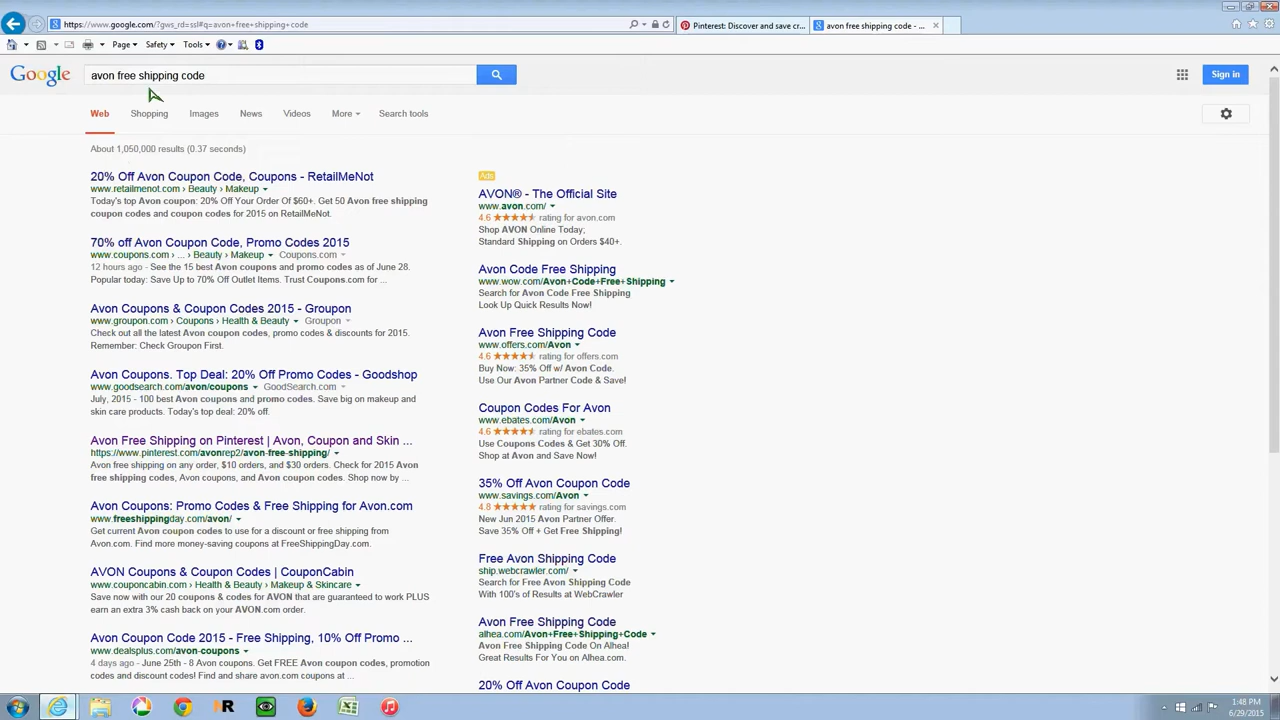 https://www.google.com/?gws_rd=ssl#q=avon+free+shipping+code
Pinterest: Discover and save cr...
avon free shipping code - ...
Page
Safety
Tools
Google
avon free shipping code
Sign in
Web
Shopping
Images
News
Videos
More
Search tools
About 1,050,000 results (0.37 seconds)
20% Off Avon Coupon Code, Coupons - RetailMeNot
www.retailmenot.com › Beauty › Makeup
Today's top Avon coupon: 20% Off Your Order Of $60+. Get 50 Avon free shipping
coupon codes and coupon codes for 2015 on RetailMeNot.
70% off Avon Coupon Code, Promo Codes 2015
www.coupons.com › ... › Beauty › Makeup Coupons.com
12 hours ago - See the 15 best Avon coupons and promo codes as of June 28.
Popular today: Save Up to 70% Off Outlet Items. Trust Coupons.com for ...
Avon Coupons & Coupon Codes 2015 - Groupon
www.groupon.com › Coupons › Health & Beauty Groupon
Check out all the latest Avon coupon codes, promo codes & discounts for 2015.
Remember: Check Groupon First.
Avon Coupons. Top Deal: 20% Off Promo Codes - Goodshop
www.goodsearch.com/avon/coupons GoodSearch.com
July, 2015 - 100 best Avon coupons and promo codes. Save big on makeup and
skin care products. Today's top deal: 20% off.
Avon Free Shipping on Pinterest | Avon, Coupon and Skin ...
https://www.pinterest.com/avonrep2/avon-free-shipping/
Avon free shipping on any order, $10 orders, and $30 orders. Check for 2015 Avon
free shipping codes, Avon coupons, and Avon coupon codes. Shop now by ...
Avon Coupons: Promo Codes & Free Shipping for Avon.com
www.freeshippingday.com/avon/
Get current Avon coupon codes to use for a discount or free shipping from
Avon.com. Find more money-saving coupons at FreeShippingDay.com.
AVON Coupons & Coupon Codes | CouponCabin
www.couponcabin.com › Health & Beauty › Makeup & Skincare
Save now with our 20 coupons & codes for AVON that are guaranteed to work PLUS
earn an extra 3% cash back on your AVON.com order.
Avon Coupon Code 2015 - Free Shipping, 10% Off Promo ...
www.dealsplus.com/avon-coupons
4 days ago - June 25th - 8 Avon coupons. Get FREE Avon coupon codes, promotion
codes and deals. Find and share avon.com coupons at ...
Ads
AVON® - The Official Site
www.avon.com/
4.6 rating for avon.com
Shop AVON Online Today;
Standard Shipping on Orders $40+.
Avon Code Free Shipping
www.wow.com/Avon+Code+Free+Shipping
Search for Avon Code Free Shipping
Look Up Quick Results Now!
Avon Free Shipping Code
www.offers.com/Avon
4.6 rating for offers.com
Buy Now: 35% Off w/ Avon Code.
Use Our Avon Partner Code & Save!
Coupon Codes For Avon
www.ebates.com/Avon
4.6 rating for ebates.com
Use Coupons Codes & Get 30% Off.
Shop at Avon and Save Now!
35% Off Avon Coupon Code
www.savings.com/Avon
4.8 rating for savings.com
New Jun 2015 Avon Partner Offer.
Save 35% Off + Get Free Shipping!
Free Avon Shipping Code
ship.webcrawler.com/
Search for Free Avon Shipping Code
With 100's of Results at WebCrawler
Avon Free Shipping Code
alhea.com/Avon+Free+Shipping+Code
Avon Free Shipping Code On Alhea!
Great Results For You on Alhea.com.
20% Off Avon Coupon Code
1:48 PM
6/29/2015